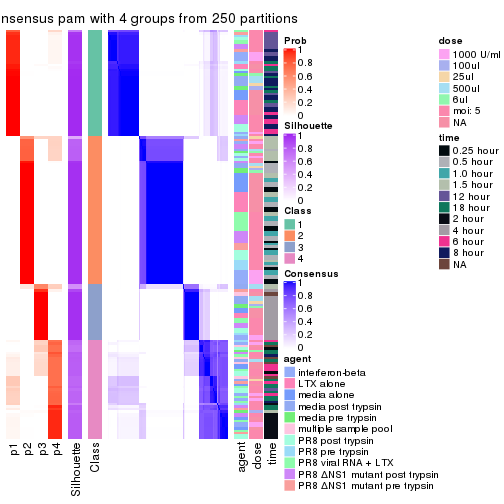 nsensus pam with 4 groups from 250 partitions
Prob
1
0.8
0.6
0.4
0.2
0
Silhouette
1
0.8
0.6
0.4
0.2
0
Class
1
2
3
4
Consensus
1
0.8
0.6
0.4
0.2
0
agent
interferon-beta
LTX alone
media alone
media post trypsin
media pre trypsin
multiple sample pool
PR8 post trypsin
PR8 pre trypsin
PR8 viral RNA + LTX
PR8 ΔNS1 mutant post trypsin
PR8 ΔNS1 mutant pre trypsin
dose
1000 U/ml
100ul
25ul
500ul
6ul
moi: 5
NA
time
0.25 hour
0.5 hour
1.0 hour
1.5 hour
12 hour
18 hour
2 hour
4 hour
6 hour
8 hour
NA
p1
p2
p3
p4
Silhouette
Class
agent
dose
time